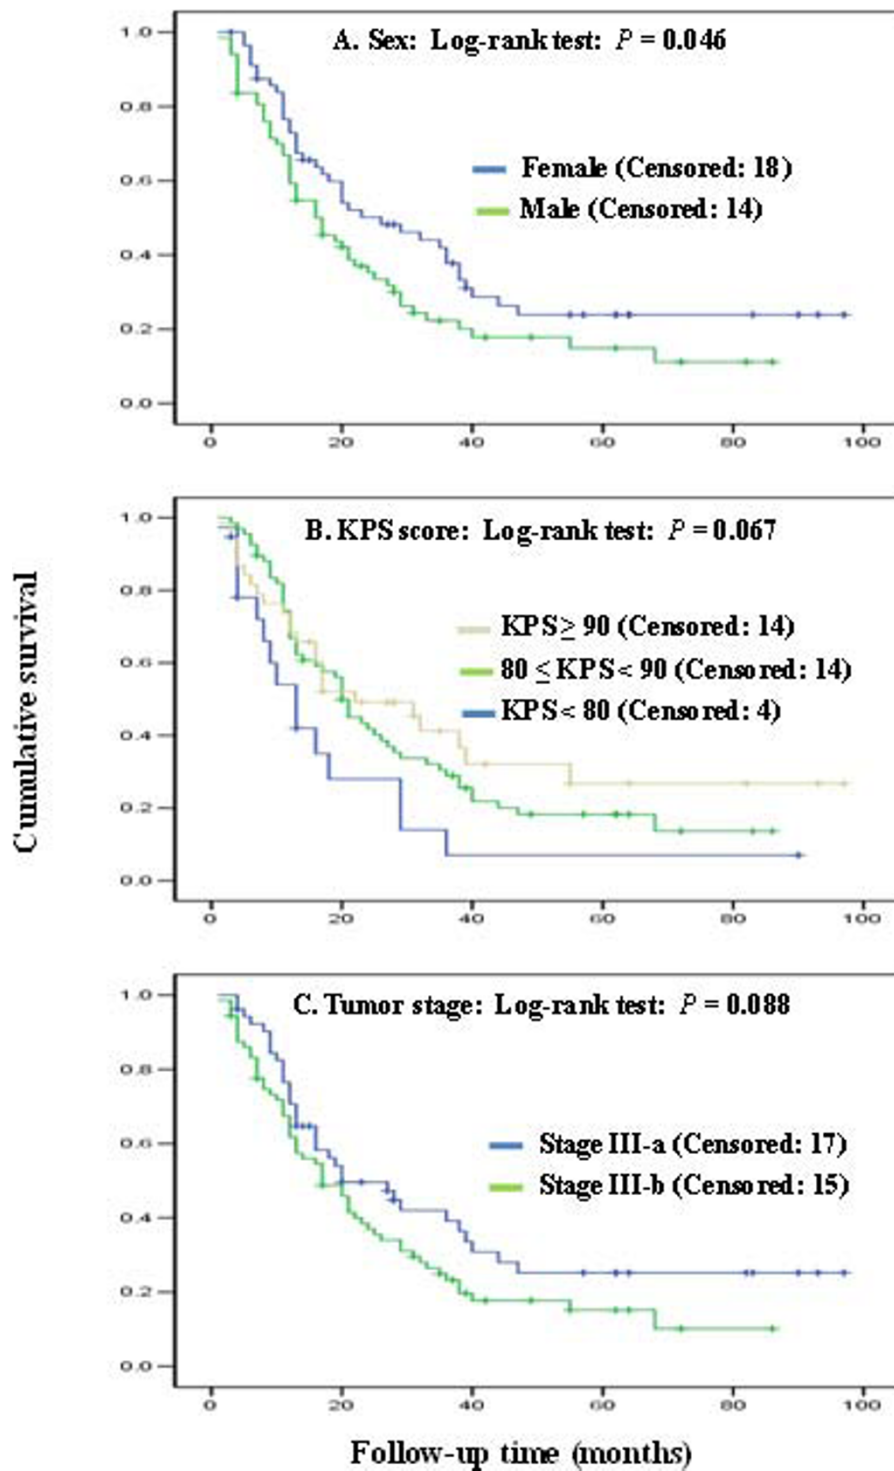 A. Sex: Log-rank test: P = 0.046
1.0
0.8
0.6
0.4
0.2
0.0
Female (Censored: 18)
Male (Censored: 14)
0 20 40 60 80 100
B. KPS score: Log-rank test: P = 0.067
1.0
0.8
0.6
0.4
0.2
0.0
KPS ≥ 90 (Censored: 14)
80 ≤ KPS < 90 (Censored: 14)
KPS < 80 (Censored: 4)
0 20 40 60 80 100
Cumulative survival
C. Tumor stage: Log-rank test: P = 0.088
1.0
0.8
0.6
0.4
0.2
0.0
Stage III-a (Censored: 17)
Stage III-b (Censored: 15)
0 20 40 60 80 100
Follow-up time (months)